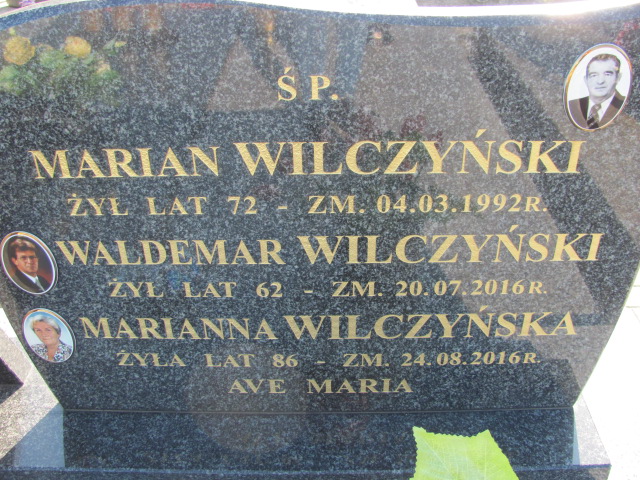 Ś P.
MARIAN WILCZYŃSKI
ŻYŁ LAT 72 - ZM. 04.03.1992R.
WALDEMAR WILCZYŃSKI
ŻYŁ LAT 62 - ZM. 20.07.2016R.
MARIANNA WILCZYŃSKA
ŻYŁA LAT 86 - ZM. 24.08.2016R.
AVE MARIA